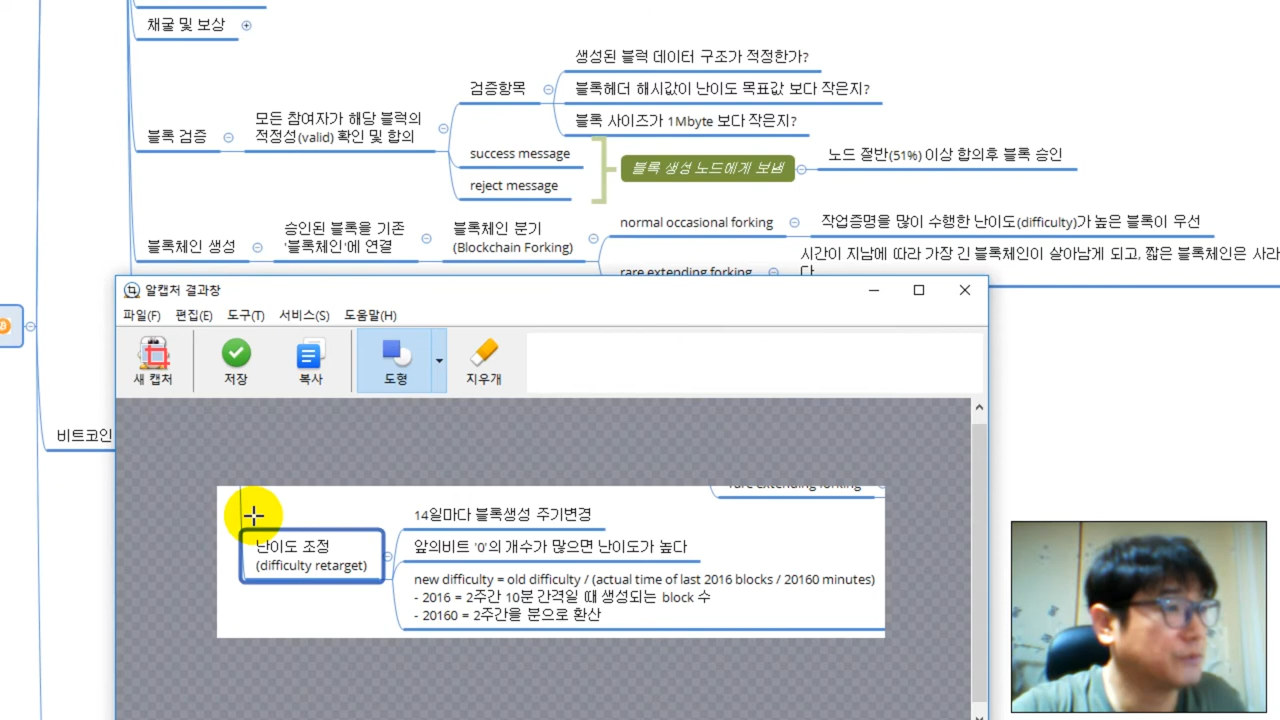 채굴 및 보상
블록 검증
모든 참여자가 해당 블럭의
적정성(valid) 확인 및 합의
검증항목
생성된 블럭 데이터 구조가 적정한가?
블록헤더 해시값이 난이도 목표값 보다 작은지?
블록 사이즈가 1Mbyte 보다 작은지?
success message
reject message
블록 생성 노드에게 보냄
노드 절반(51%) 이상 합의후 블록 승인
블록체인 생성
승인된 블록을 기존
'블록체인'에 연결
블록체인 분기
(Blockchain Forking)
normal occasional forking
작업증명을 많이 수행한 난이도(difficulty)가 높은 블록이 우선
rare extending forking
시간이 지남에 따라 가장 긴 블록체인이 살아남게 되고, 짧은 블록체인은 사라
다
비트코인
알캡처 결과창
파일(F) 편집(E) 도구(T) 서비스(S) 도움말(H)
새 캡처 저장 복사 도형 지우개
rare extending forking
난이도 조정
(difficulty retarget)
14일마다 블록생성 주기변경
앞의비트 '0'의 개수가 많으면 난이도가 높다
new difficulty = old difficulty / (actual time of last 2016 blocks / 20160 minutes)
- 2016 = 2주간 10분 간격일 때 생성되는 block 수
- 20160 = 2주간을 분으로 환산